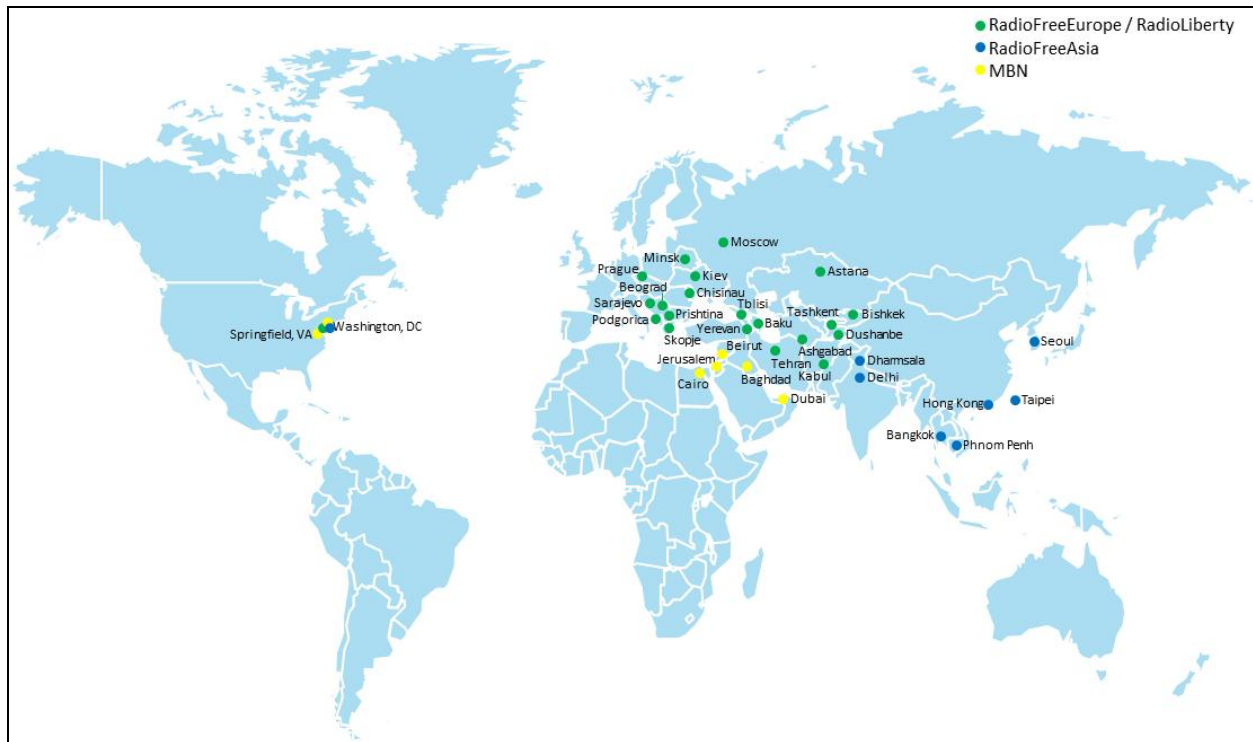 RadioFreeEurope / RadioLiberty
RadioFreeAsia
MBN
Moscow
Minsk
Prague
Kiev
Astana
Beograd
Chisinau
Sarajevo
Tblisi
Tashkent
Bishkek
Podgorica
Prishtina
Yerevan
Baku
Dushanbe
Springfield, VA
Washington, DC
Skopje
Beirut
Ashgabad
Seoul
Jerusalem
Tehran
Dharmsala
Cairo
Baghdad
Kabul
Delhi
Dubai
Hong Kong
Taipei
Bangkok
Phnom Penh